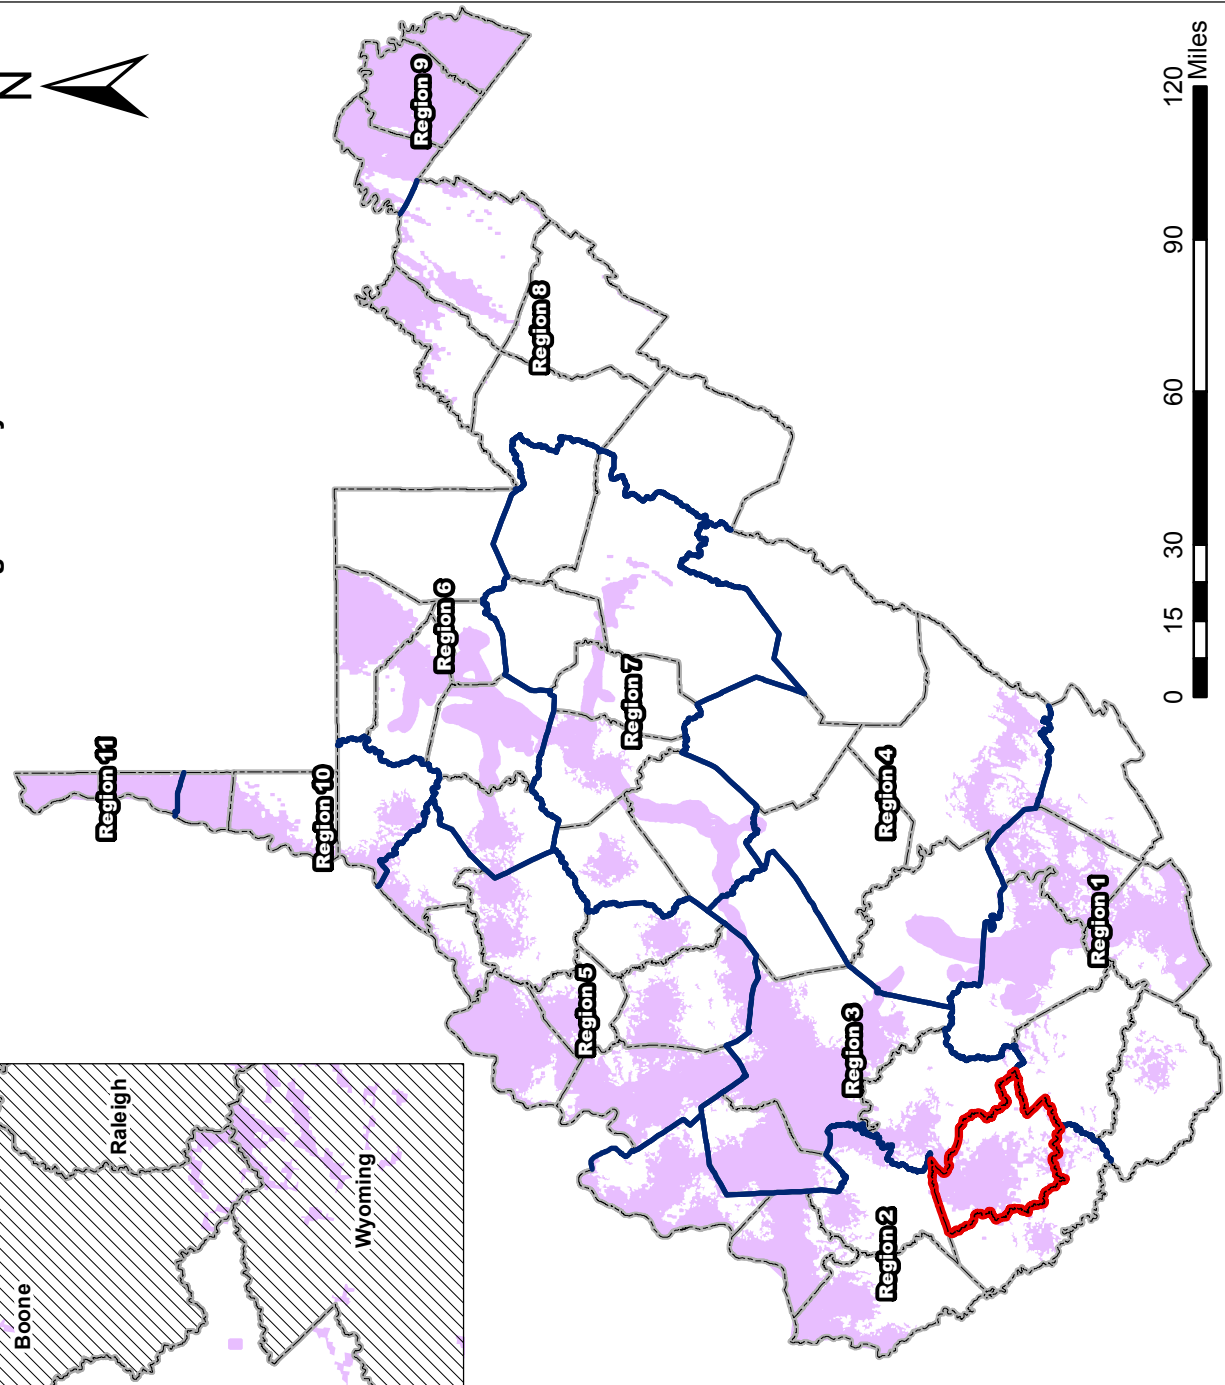 N
Region 9
Region 8
Region 11
Region 10
Region 6
Region 7
Region 5
Region 4
Region 3
Region 2
Region 1
Boone
Raleigh
Wyoming
0 15 30 60 90 120
Miles